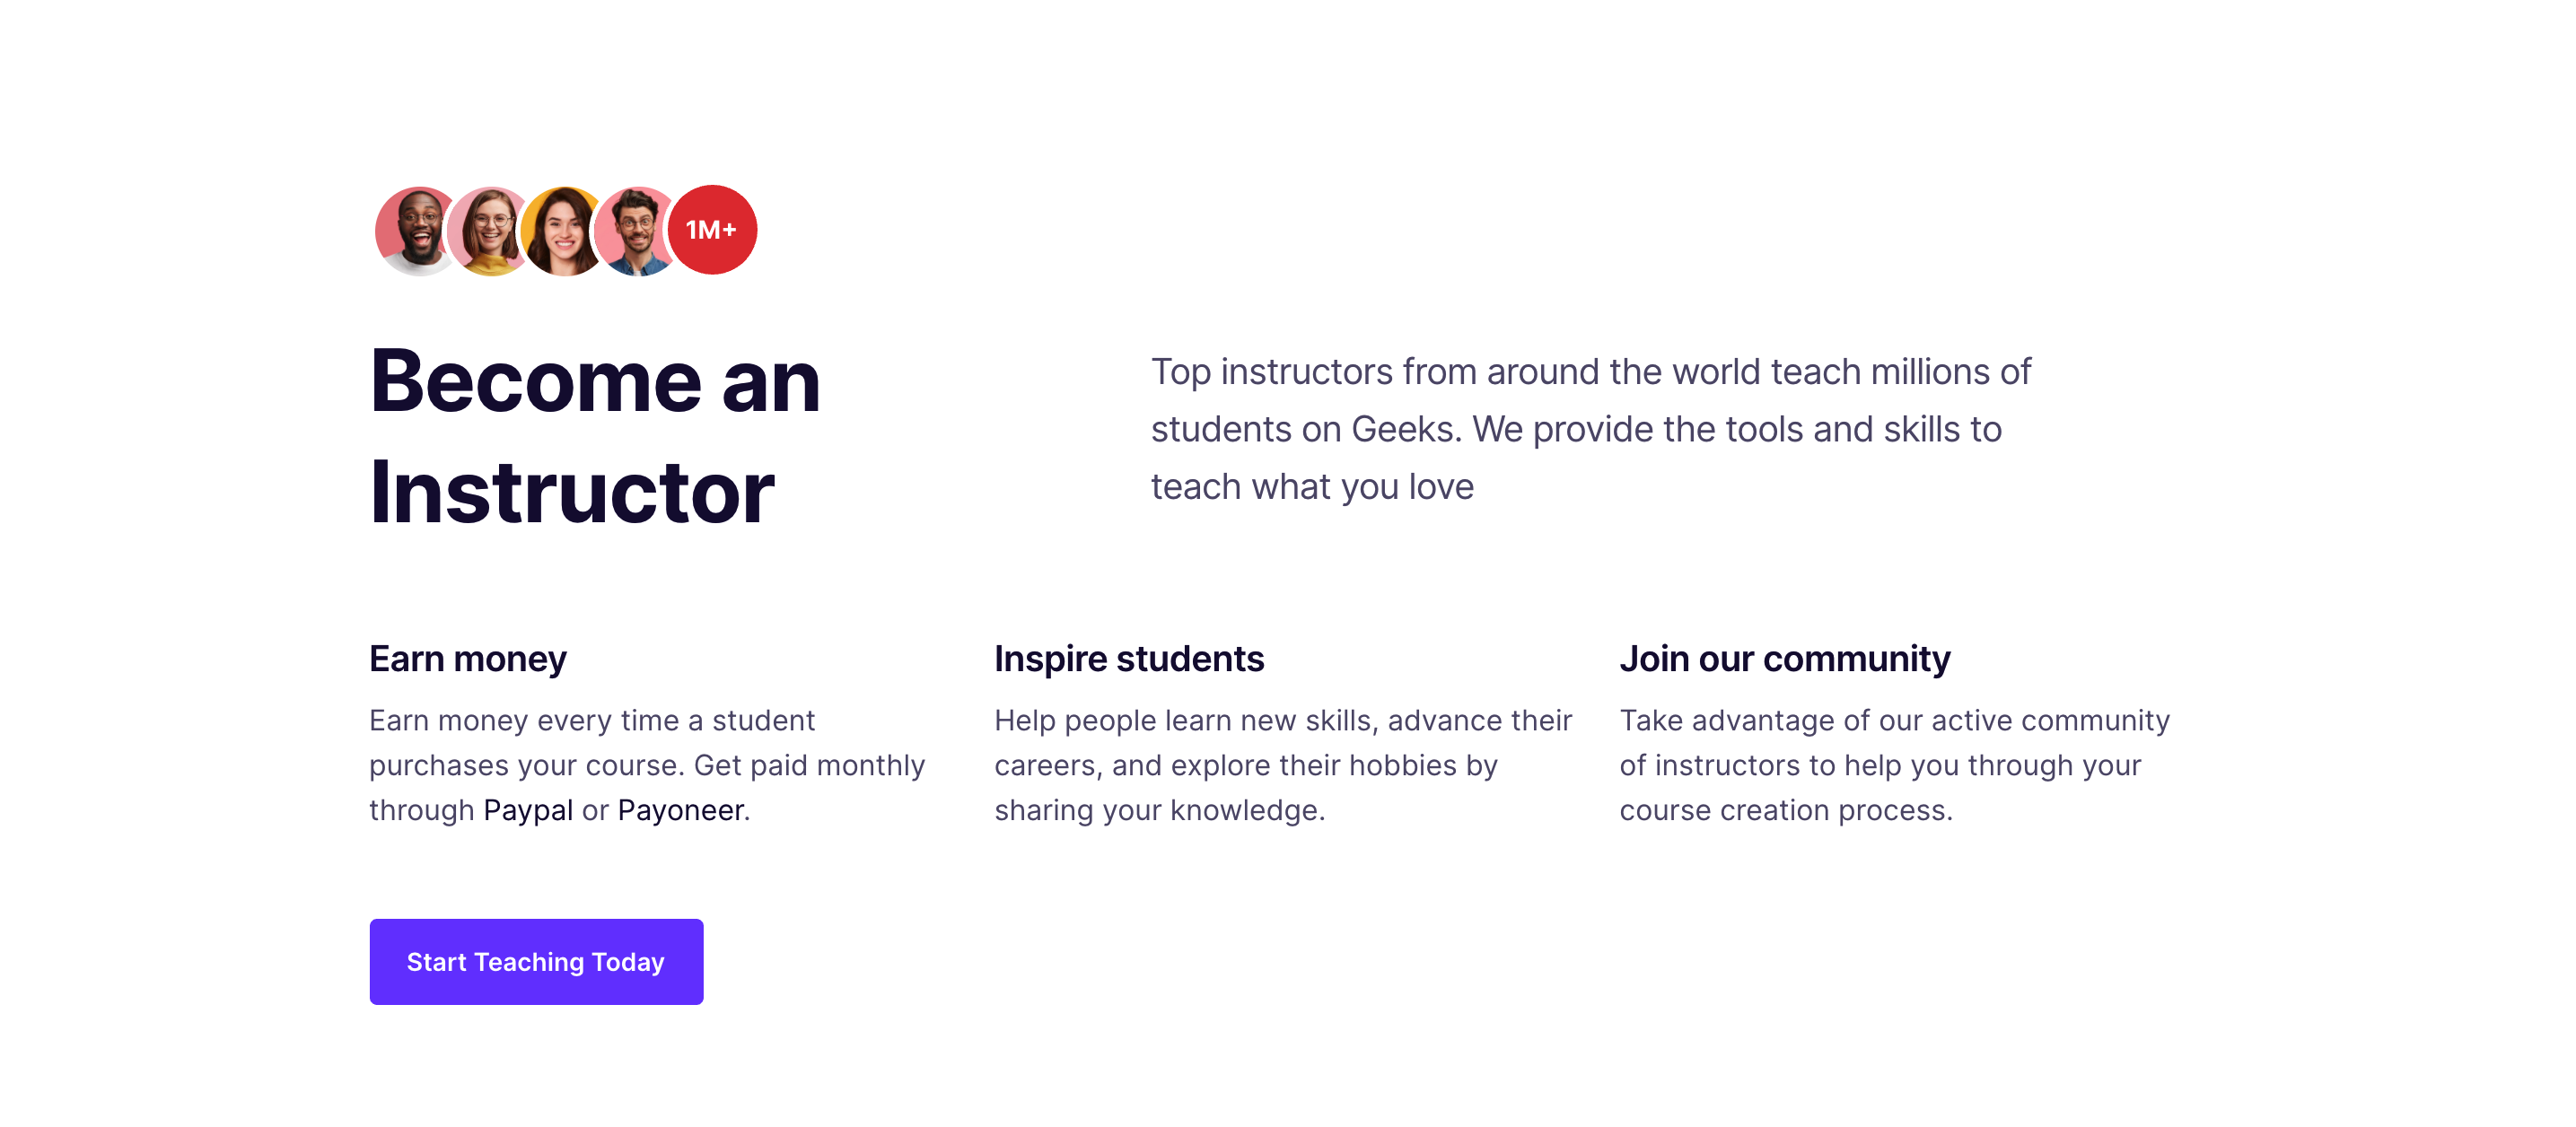 1M+
Become an
Instructor
Top instructors from around the world teach millions of
students on Geeks. We provide the tools and skills to
teach what you love
Earn money
Earn money every time a student
purchases your course. Get paid monthly
through Paypal or Payoneer.
Inspire students
Help people learn new skills, advance their
careers, and explore their hobbies by
sharing your knowledge.
Join our community
Take advantage of our active community
of instructors to help you through your
course creation process.
Start Teaching Today